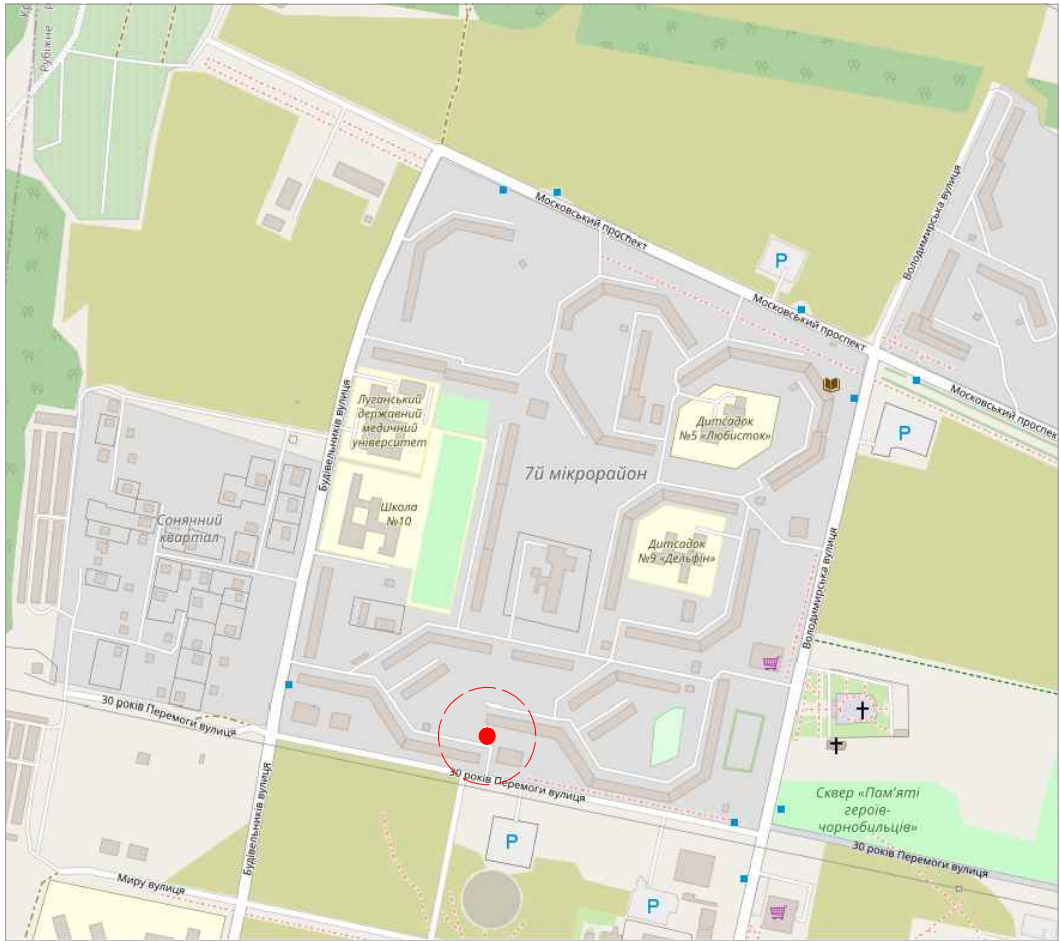 Рубіжне
Московський проспект
Володимирська вулиця
P
Московський проспект
Московський проспект
Будівельників вулиця
Луганський
державний
медичний
університет
Дитсадок
№5 «Любисток»
P
7й мікрорайон
Школа
№10
Сонячний
квартал
Дитсадок
№9 «Дельфін»
Володимирська вулиця
30 років Перемоги вулиця
30 років Перемоги вулиця
Будівельників вулиця
Сквер «Пам'яті
героїв-
чорнобильців»
P
30 років Перемоги вулиця
Миру вулиця
P